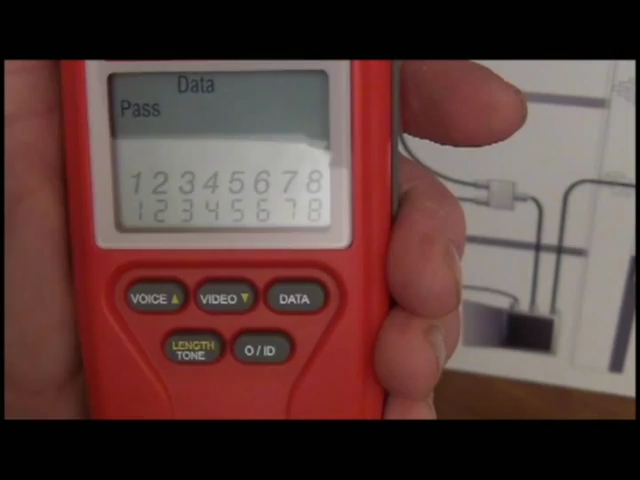 Data
Pass
1 2 3 4 5 6 7 8
1 2 3 4 5 6 7 8
VOICE ▲ VIDEO ▼ DATA
LENGTH
TONE
⏻ / ID